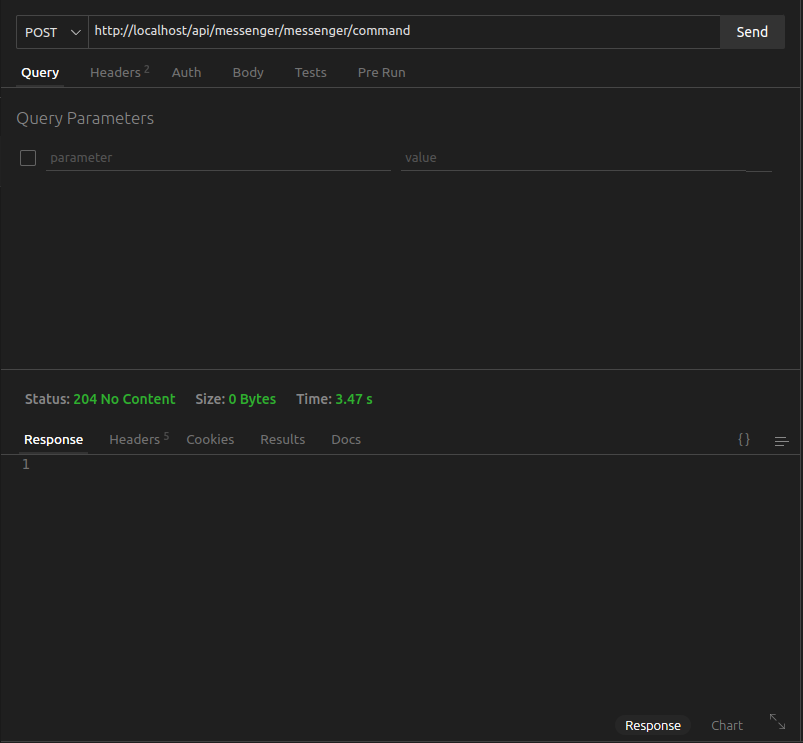 POST http://localhost/api/messenger/messenger/command Send
Query Headers 2 Auth Body Tests Pre Run
Query Parameters
parameter value
Status: 204 No Content Size: 0 Bytes Time: 3.47 s
Response Headers 5 Cookies Results Docs {}
1
Response Chart